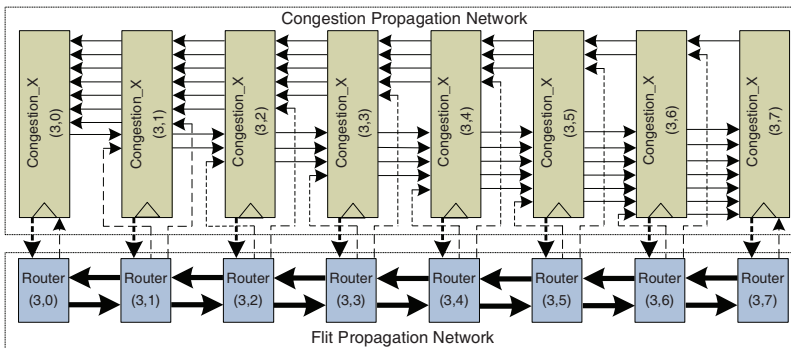 Congestion Propagation Network
Congestion_X
(3,0)
Congestion_X
(3,1)
Congestion_X
(3,2)
Congestion_X
(3,3)
Congestion_X
(3,4)
Congestion_X
(3,5)
Congestion_X
(3,6)
Congestion_X
(3,7)
Router
(3,0)
Router
(3,1)
Router
(3,2)
Router
(3,3)
Router
(3,4)
Router
(3,5)
Router
(3,6)
Router
(3,7)
Flit Propagation Network